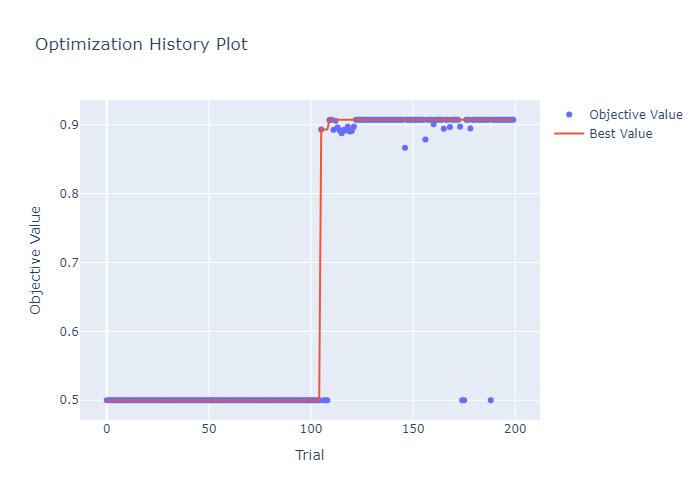 Optimization History Plot
Objective Value
Best Value
0.9
0.8
0.7
0.6
0.5
Objective Value
0
50
100
150
200
Trial